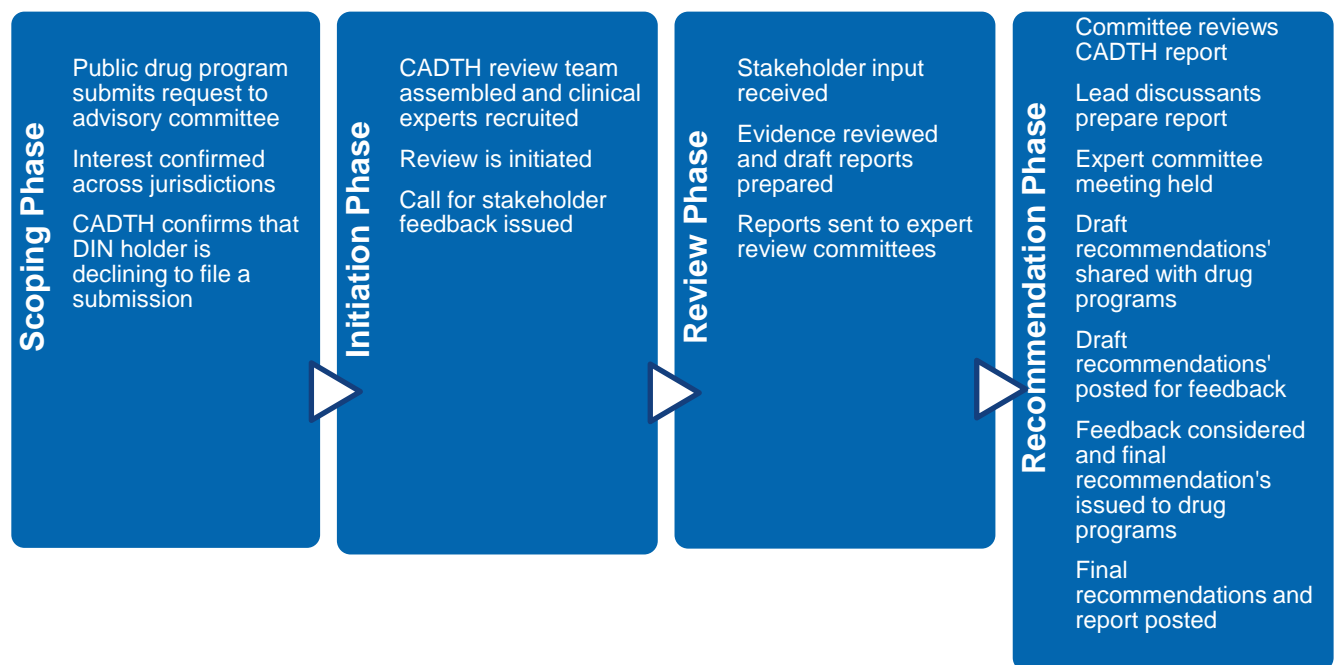 Scoping Phase
Public drug program
submits request to
advisory committee
Interest confirmed
across jurisdictions
CADTH confirms that
DIN holder is
declining to file a
submission
Initiation Phase
CADTH review team
assembled and clinical
experts recruited
Review is initiated
Call for stakeholder
feedback issued
Review Phase
Stakeholder input
received
Evidence reviewed
and draft reports
prepared
Reports sent to expert
review committees
Recommendation Phase
Committee reviews
CADTH report
Lead discussants
prepare report
Expert committee
meeting held
Draft
recommendations'
shared with drug
programs
Draft
recommendations'
posted for feedback
Feedback considered
and final
recommendation's
issued to drug
programs
Final
recommendations and
report posted